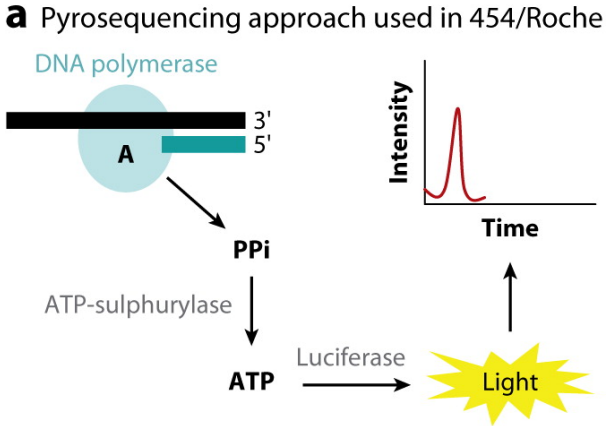 a Pyrosequencing approach used in 454/Roche
DNA polymerase
3'
5'
A
PPi
ATP-sulphurylase
ATP
Luciferase
Light
Intensity
Time